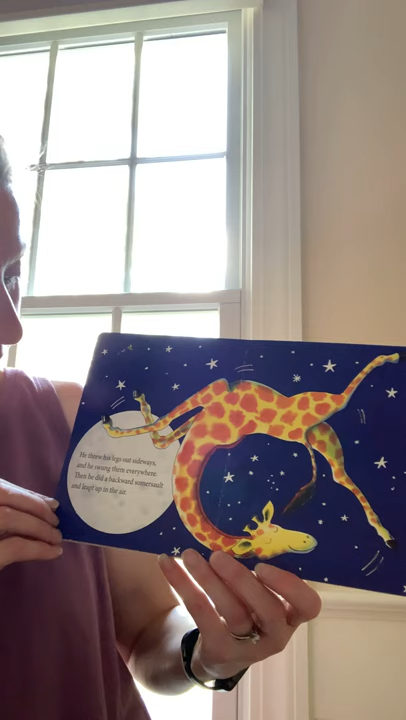 He threw his legs out sideways,
and he swung them everywhere.
Then he did a backward somersault
and leapt up in the air.